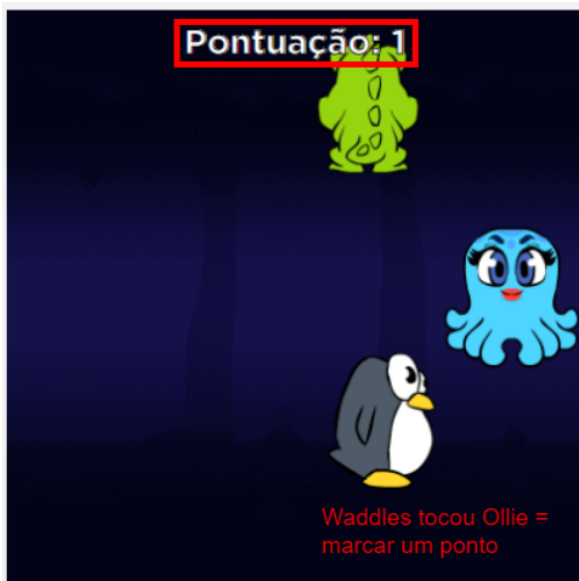 Pontuação: 1
Waddles tocou Ollie =
marcar um ponto